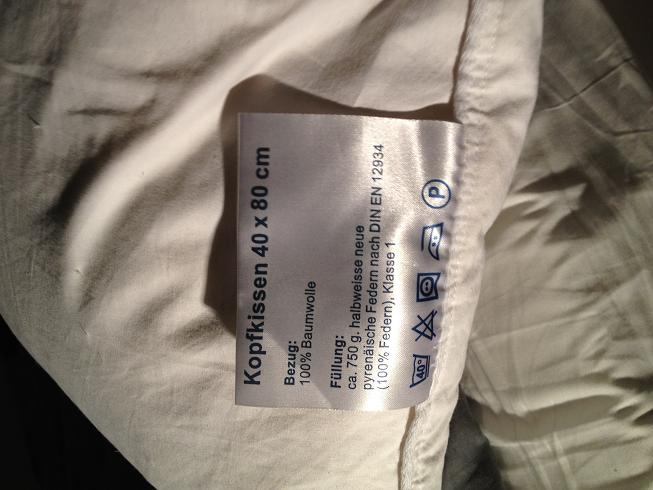 Kopfkissen 40 x 80 cm
Bezug:
100% Baumwolle
Füllung:
ca. 750 g. halbweisse neue
pyrenäische Federn nach DIN EN 12934
(100% Federn), Klasse 1
40° P